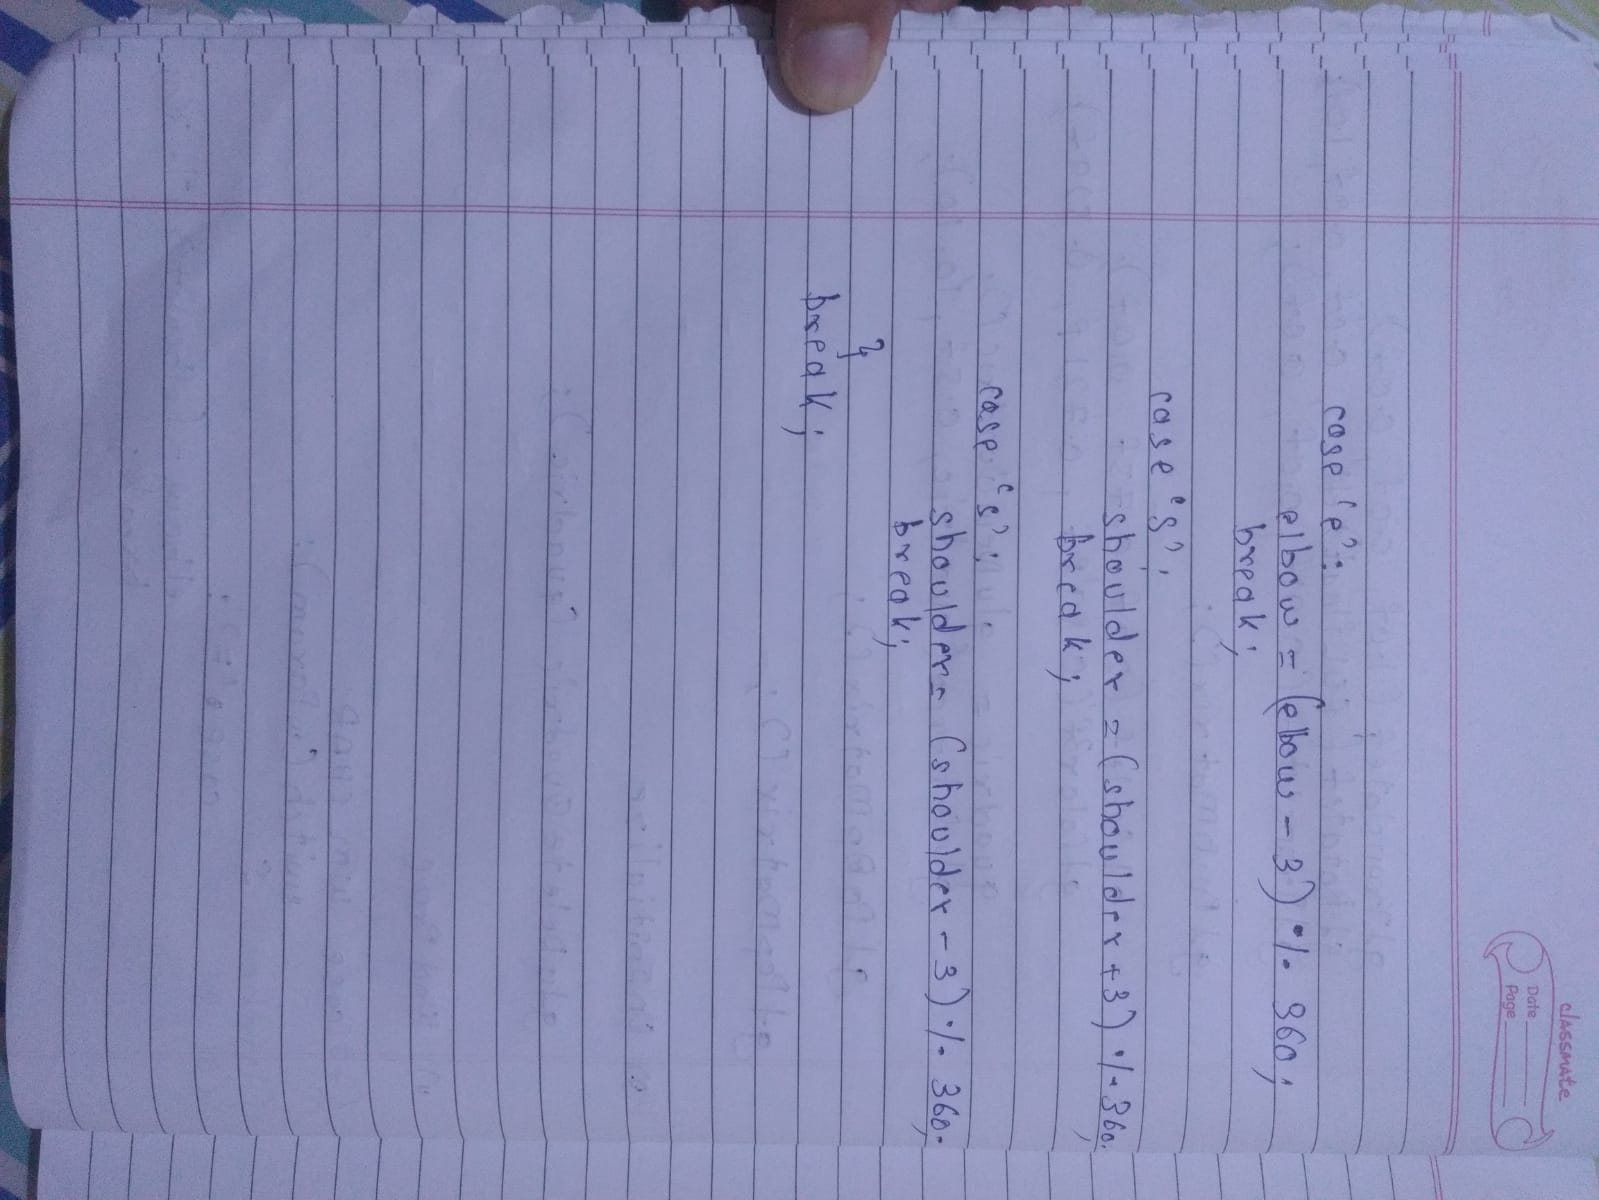 classmate
Date
Page
case 'e':
elbow = (elbow - 3) % 360;
break;
case 'S':
shoulder = (shoulder + 3) % 360;
break;
case 's':
shoulder = (shoulder - 3) % 360;
break;
}
break;